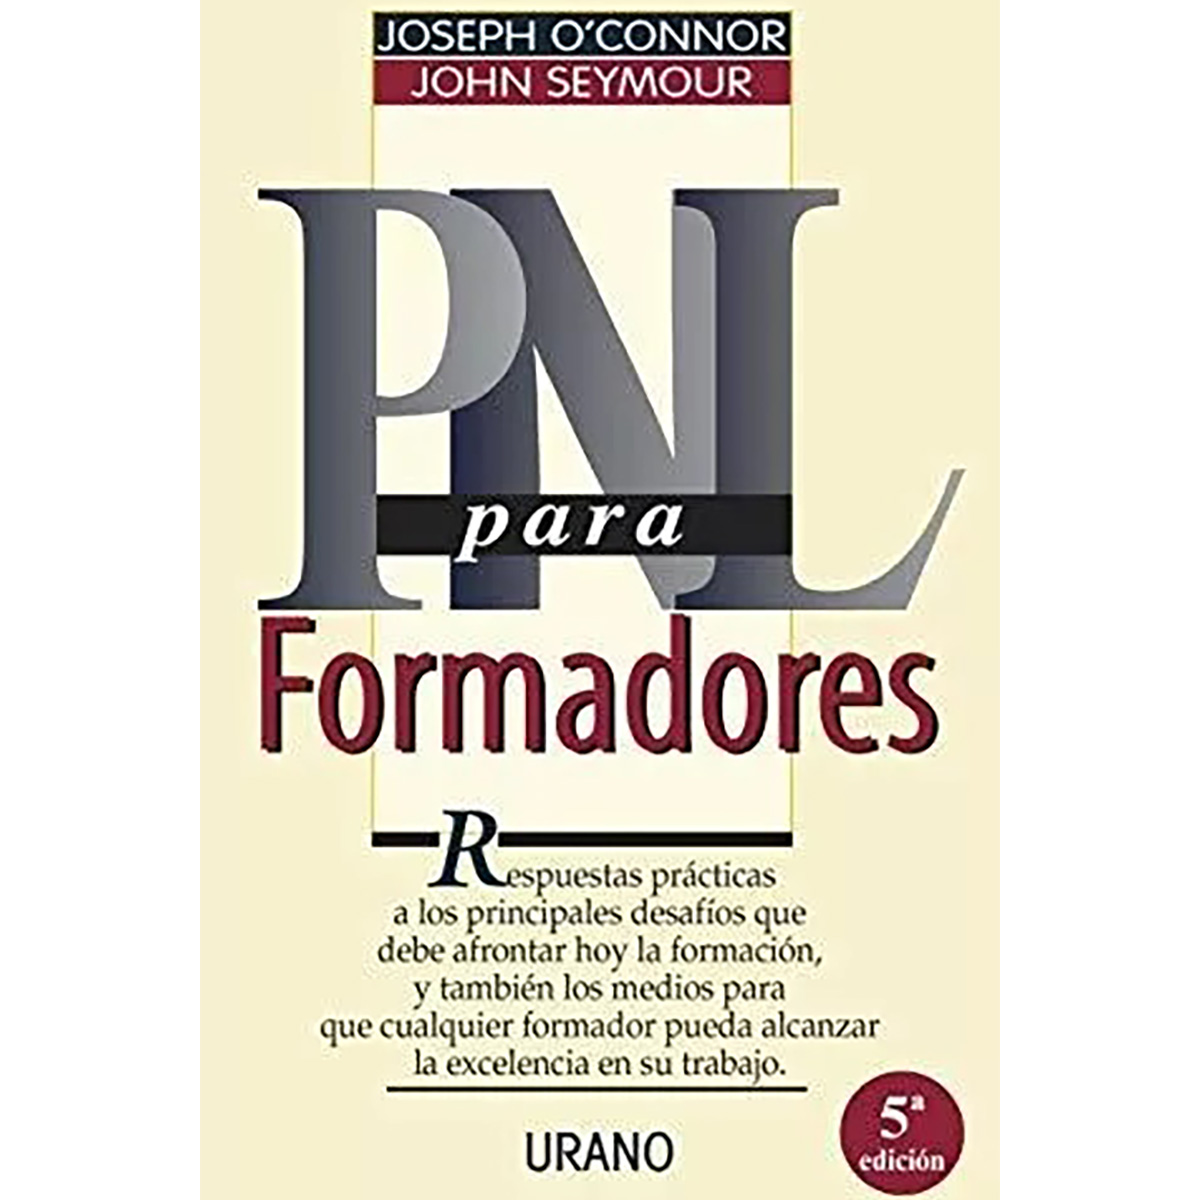 JOSEPH O'CONNOR
JOHN SEYMOUR
PNL
para
Formadores
Respuestas prácticas
a los principales desafíos que
debe afrontar hoy la formación,
y también los medios para
que cualquier formador pueda alcanzar
la excelencia en su trabajo.
URANO
5ª
edición